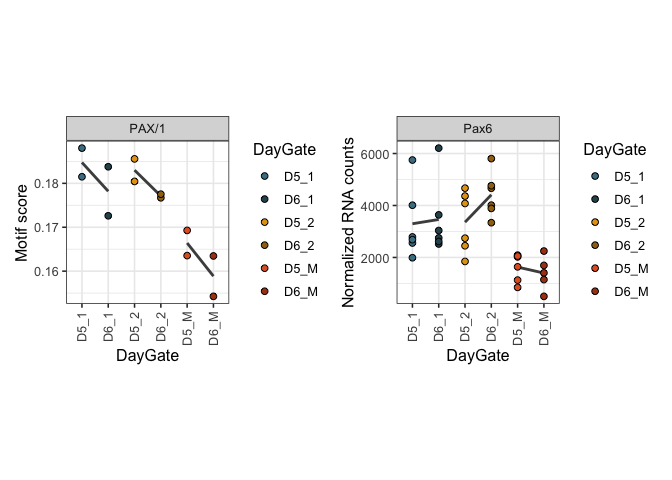 PAX/1
Motif score
0.18
0.17
0.16
D5_1
D6_1
D5_2
D6_2
D5_M
D6_M
DayGate
DayGate
D5_1
D6_1
D5_2
D6_2
D5_M
D6_M
Pax6
Normalized RNA counts
6000
4000
2000
D5_1
D6_1
D5_2
D6_2
D5_M
D6_M
DayGate
DayGate
D5_1
D6_1
D5_2
D6_2
D5_M
D6_M